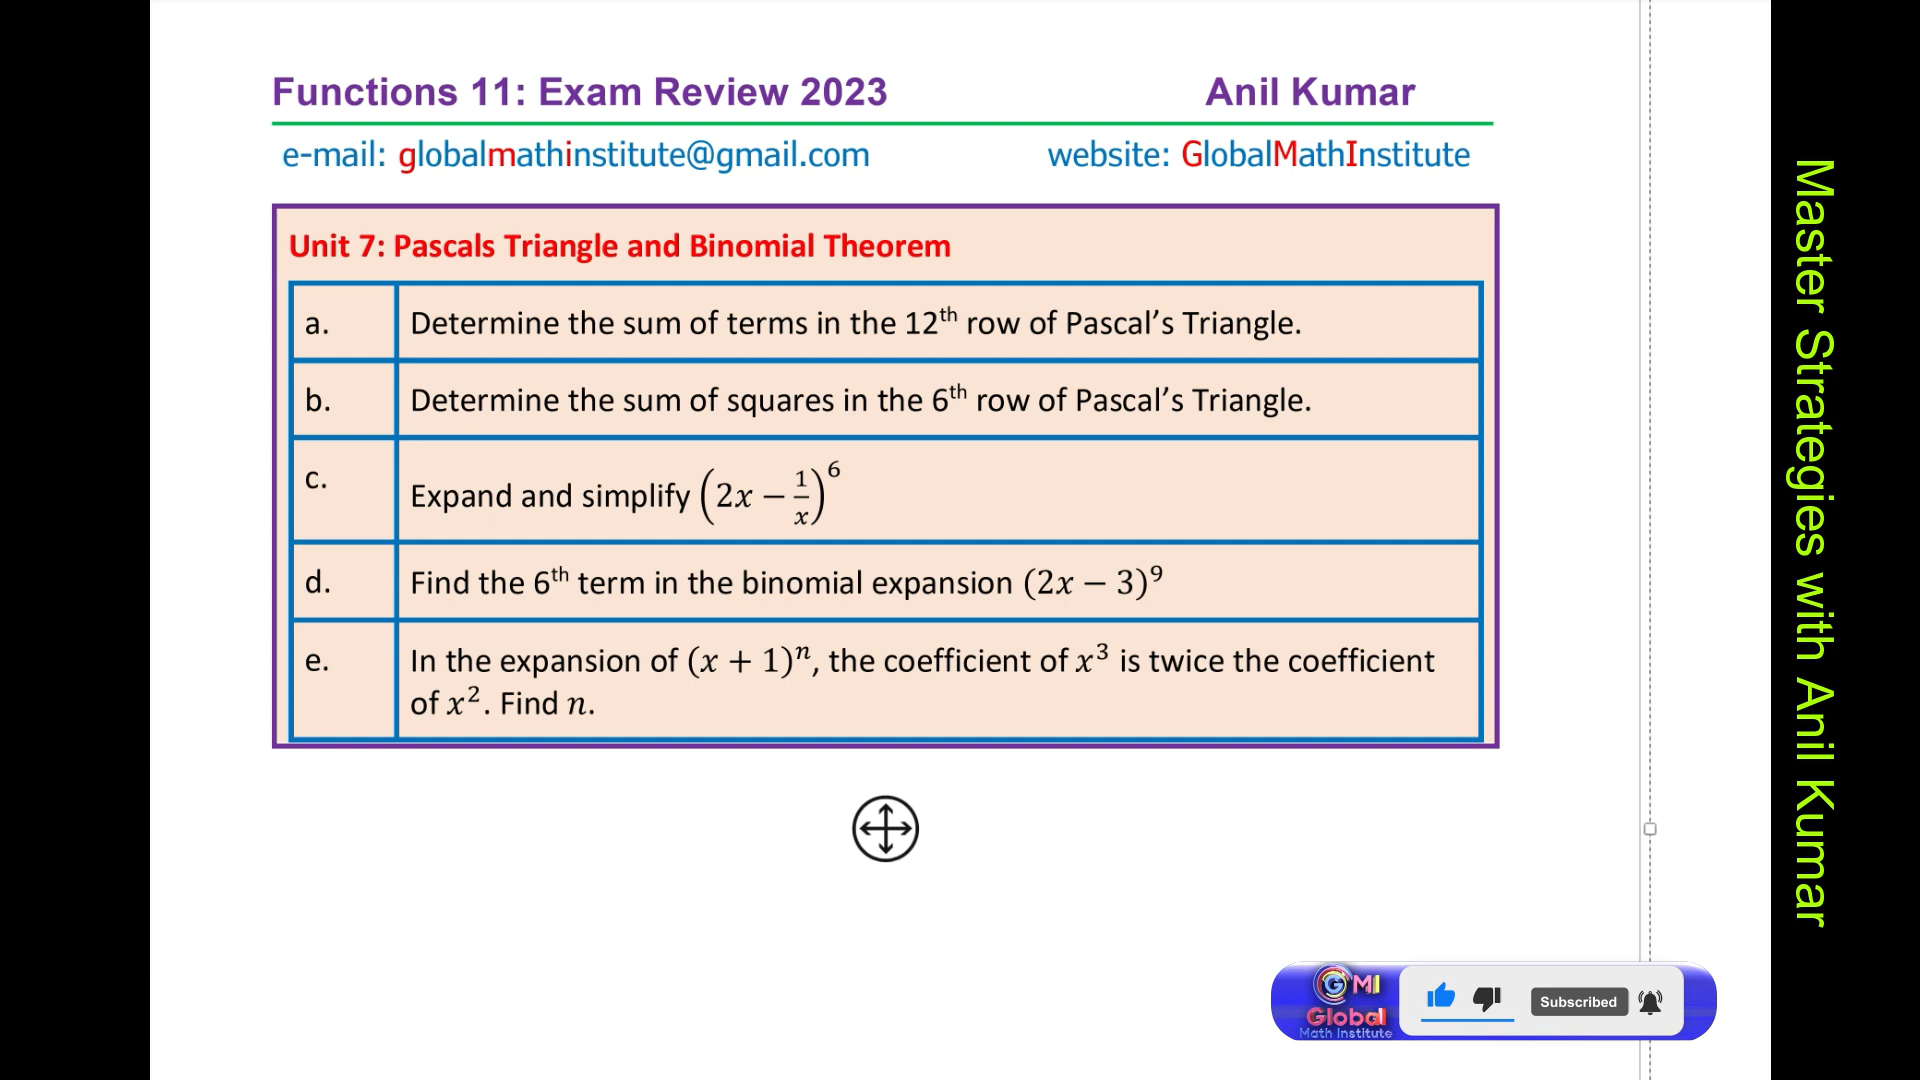 Functions 11: Exam Review 2023 Anil Kumar
e-mail: globalmathinstitute@gmail.com website: GlobalMathInstitute
Unit 7: Pascals Triangle and Binomial Theorem
a. Determine the sum of terms in the 12th row of Pascal's Triangle.
b. Determine the sum of squares in the 6th row of Pascal's Triangle.
c. Expand and simplify (2x − 1/x)^6
d. Find the 6th term in the binomial expansion (2x − 3)^9
e. In the expansion of (x + 1)^n, the coefficient of x^3 is twice the coefficient
of x^2. Find n.
Master Strategies with Anil Kumar
GMI
Global
Math Institute
Subscribed